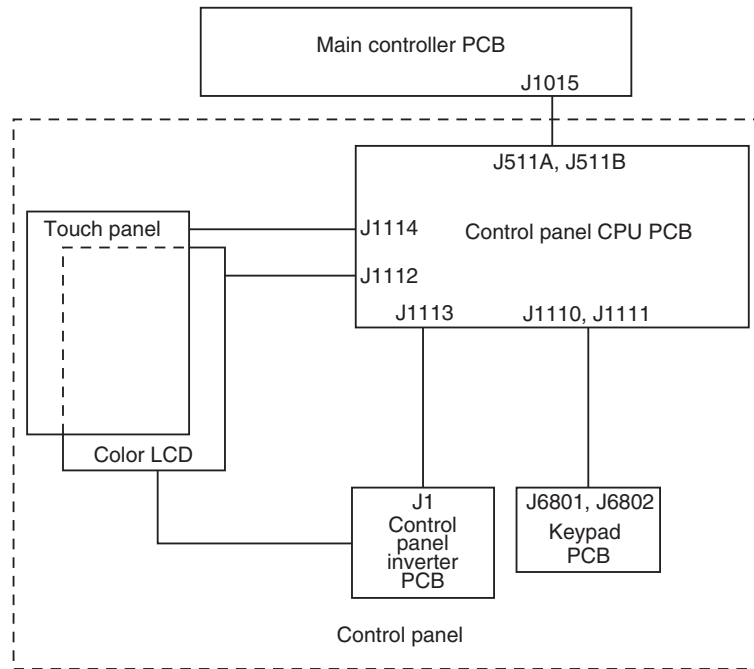 Main controller PCB
J1015
J511A, J511B
Touch panel
J1114
Control panel CPU PCB
J1112
J1113
J1110, J1111
Color LCD
J1
Control
panel
inverter
PCB
J6801, J6802
Keypad
PCB
Control panel